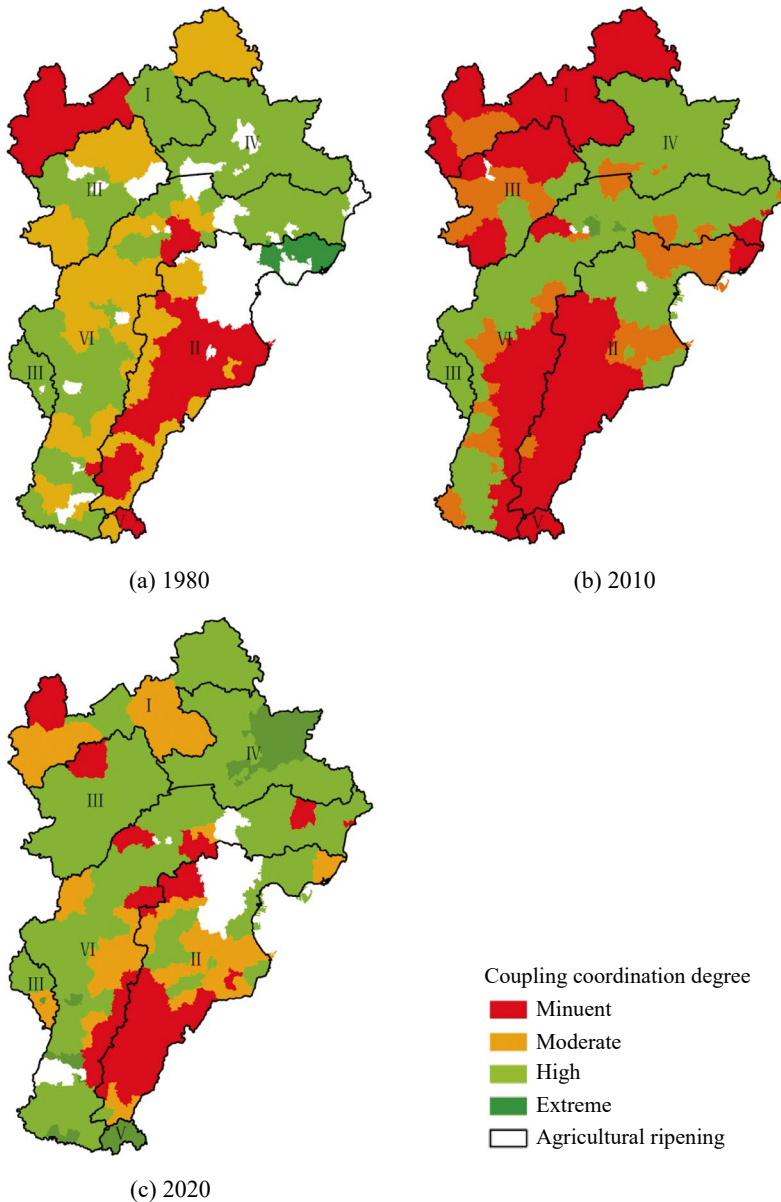 I
IV
III
VI
II
III
V
(a) 1980
I
IV
III
VI
II
III
V
(b) 2010
I
IV
III
VI
II
III
V
(c) 2020
Coupling coordination degree
Minuent
Moderate
High
Extreme
Agricultural ripening